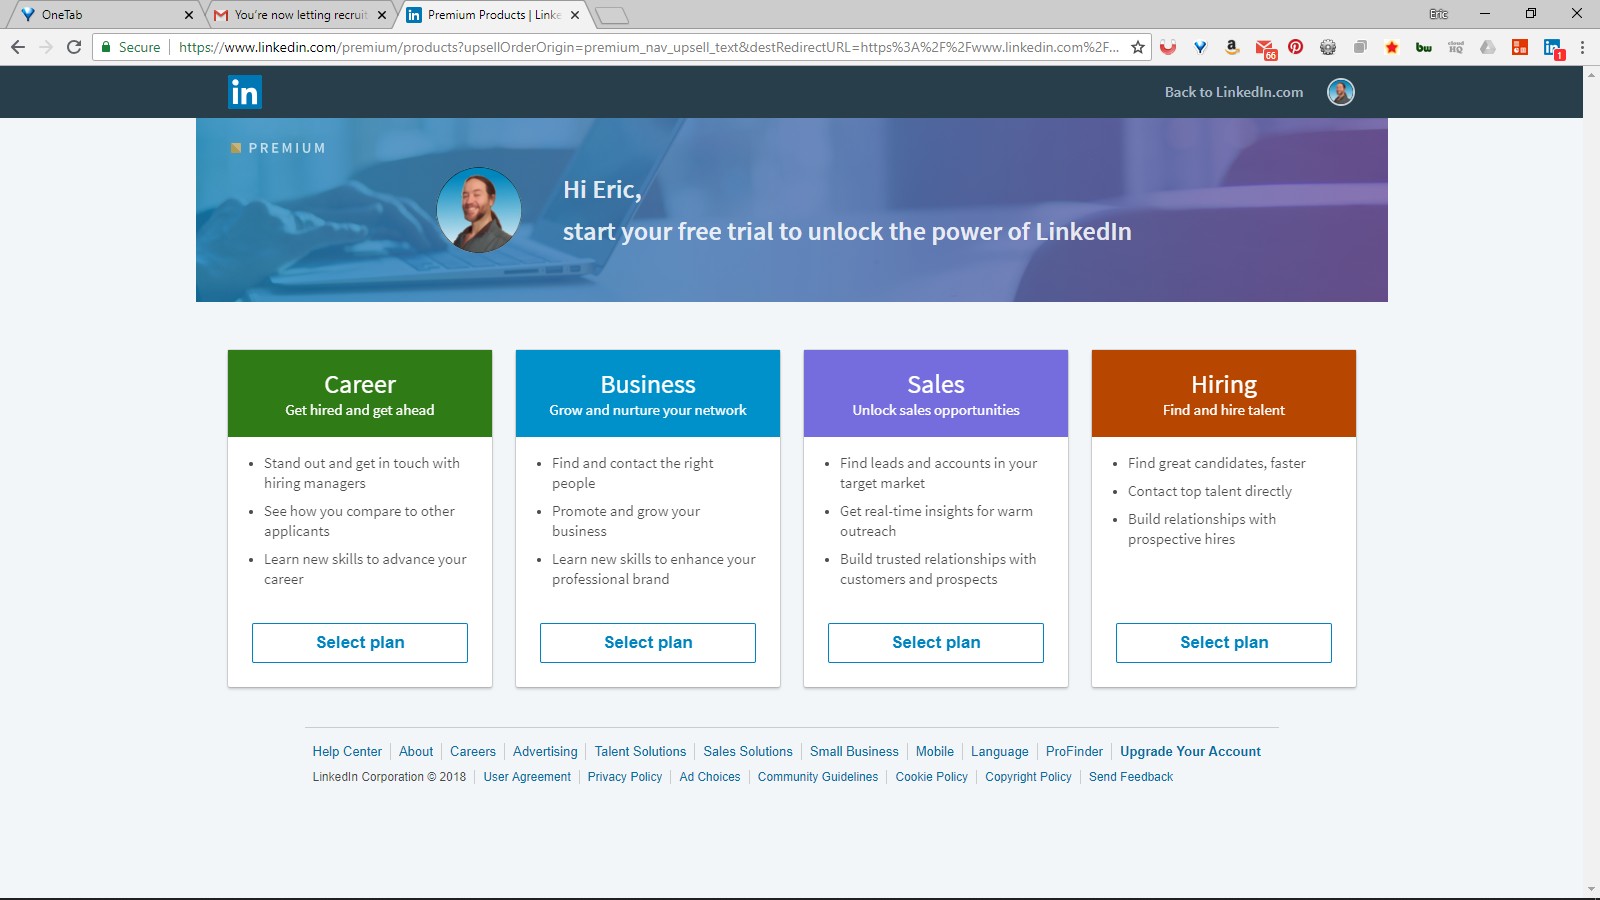 OneTab
You're now letting recruit
Premium Products | Linke
Eric
Secure
https://www.linkedin.com/premium/products?upsellOrderOrigin=premium_nav_upsell_text&destRedirectURL=https%3A%2F%2Fwww.linkedin.com%2F...
66
bw
cloud HQ
in 1
in
Back to LinkedIn.com
PREMIUM
Hi Eric,
start your free trial to unlock the power of LinkedIn
Career
Get hired and get ahead
• Stand out and get in touch with
hiring managers
• See how you compare to other
applicants
• Learn new skills to advance your
career
Select plan
Business
Grow and nurture your network
• Find and contact the right
people
• Promote and grow your
business
• Learn new skills to enhance your
professional brand
Select plan
Sales
Unlock sales opportunities
• Find leads and accounts in your
target market
• Get real-time insights for warm
outreach
• Build trusted relationships with
customers and prospects
Select plan
Hiring
Find and hire talent
• Find great candidates, faster
• Contact top talent directly
• Build relationships with
prospective hires
Select plan
Help Center About Careers Advertising Talent Solutions Sales Solutions Small Business Mobile Language ProFinder Upgrade Your Account
LinkedIn Corporation © 2018 User Agreement Privacy Policy Ad Choices Community Guidelines Cookie Policy Copyright Policy Send Feedback